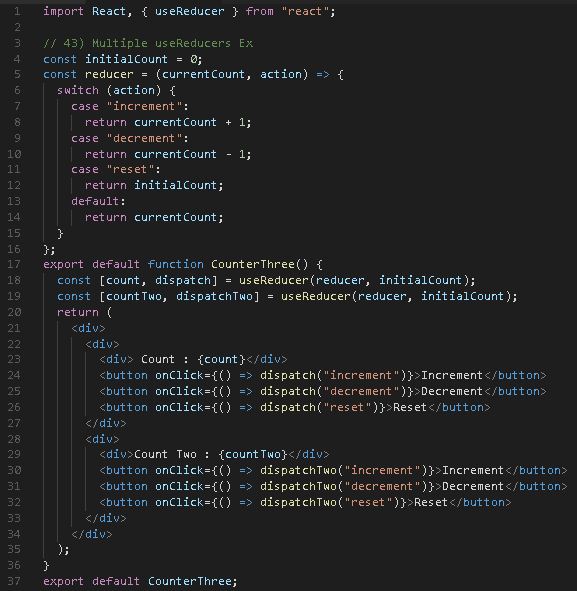 1 import React, { useReducer } from "react";
2
3 // 43) Multiple useReducers Ex
4 const initialCount = 0;
5 const reducer = (currentCount, action) => {
6   switch (action) {
7     case "increment":
8       return currentCount + 1;
9     case "decrement":
10       return currentCount - 1;
11     case "reset":
12       return initialCount;
13     default:
14       return currentCount;
15   }
16 };
17 export default function CounterThree() {
18   const [count, dispatch] = useReducer(reducer, initialCount);
19   const [countTwo, dispatchTwo] = useReducer(reducer, initialCount);
20   return (
21     <div>
22       <div>
23         <div> Count : {count}</div>
24         <button onClick={() => dispatch("increment")}>Increment</button>
25         <button onClick={() => dispatch("decrement")}>Decrement</button>
26         <button onClick={() => dispatch("reset")}>Reset</button>
27       </div>
28       <div>
29         <div>Count Two : {countTwo}</div>
30         <button onClick={() => dispatchTwo("increment")}>Increment</button>
31         <button onClick={() => dispatchTwo("decrement")}>Decrement</button>
32         <button onClick={() => dispatchTwo("reset")}>Reset</button>
33       </div>
34     </div>
35   );
36 }
37 export default CounterThree;